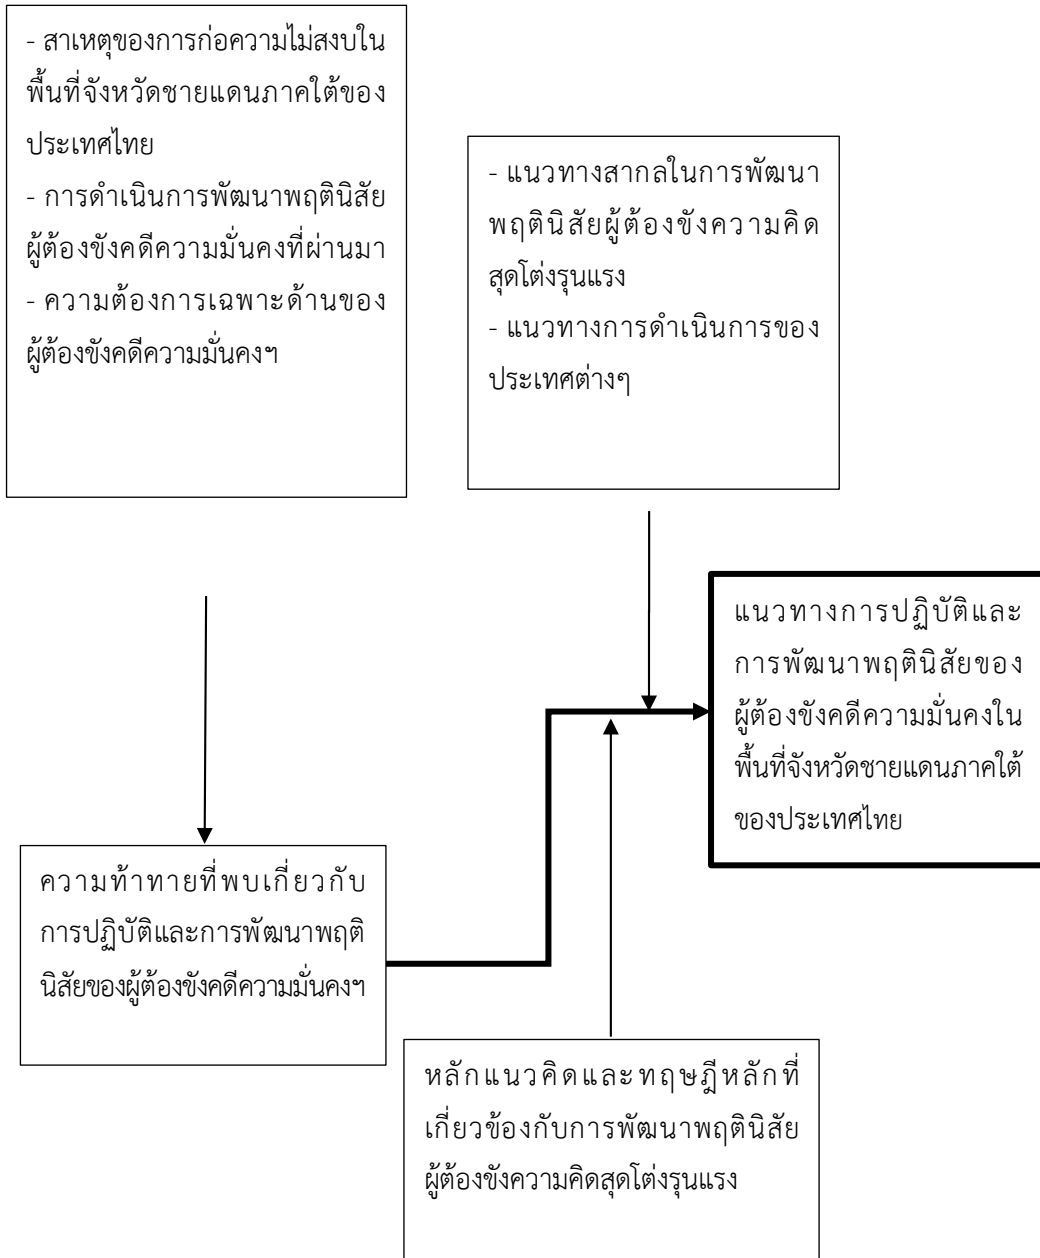 - สาเหตุของการก่อความไม่สงบใน
พื้นที่จังหวัดชายแดนภาคใต้ของ
ประเทศไทย
- การดำเนินการพัฒนาพฤตินิสัย
ผู้ต้องขังคดีความมั่นคงที่ผ่านมา
- ความต้องการเฉพาะด้านของ
ผู้ต้องขังคดีความมั่นคงฯ
- แนวทางสากลในการพัฒนา
พฤตินิสัยผู้ต้องขังความคิด
สุดโต่งรุนแรง
- แนวทางการดำเนินการของ
ประเทศต่างๆ
แนวทางการปฏิบัติและ
การพัฒนาพฤตินิสัยของ
ผู้ต้องขังคดีความมั่นคงใน
พื้นที่จังหวัดชายแดนภาคใต้
ของประเทศไทย
ความท้าทายที่พบเกี่ยวกับ
การปฏิบัติและการพัฒนาพฤติ
นิสัยของผู้ต้องขังคดีความมั่นคงฯ
หลักแนวคิดและทฤษฎีหลักที่
เกี่ยวข้องกับการพัฒนาพฤตินิสัย
ผู้ต้องขังความคิดสุดโต่งรุนแรง